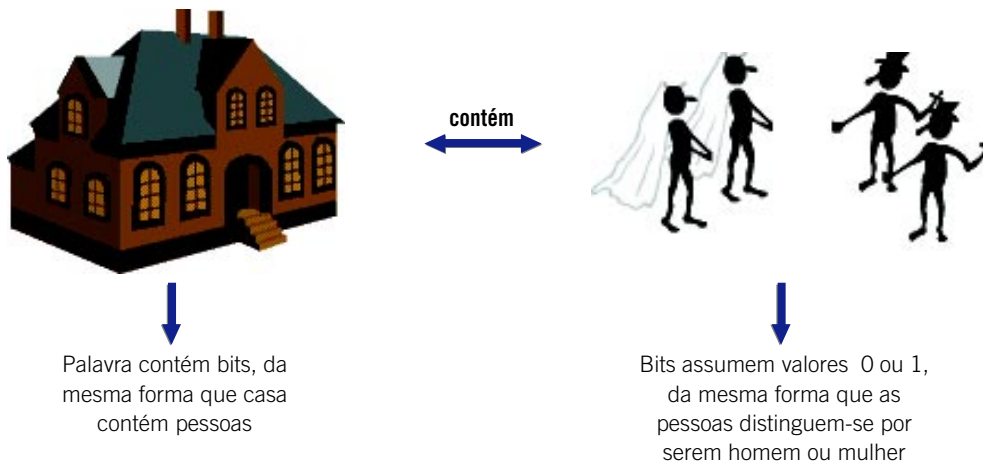 contém
Palavra contém bits, da
mesma forma que casa
contém pessoas
Bits assumem valores 0 ou 1,
da mesma forma que as
pessoas distinguem-se por
serem homem ou mulher